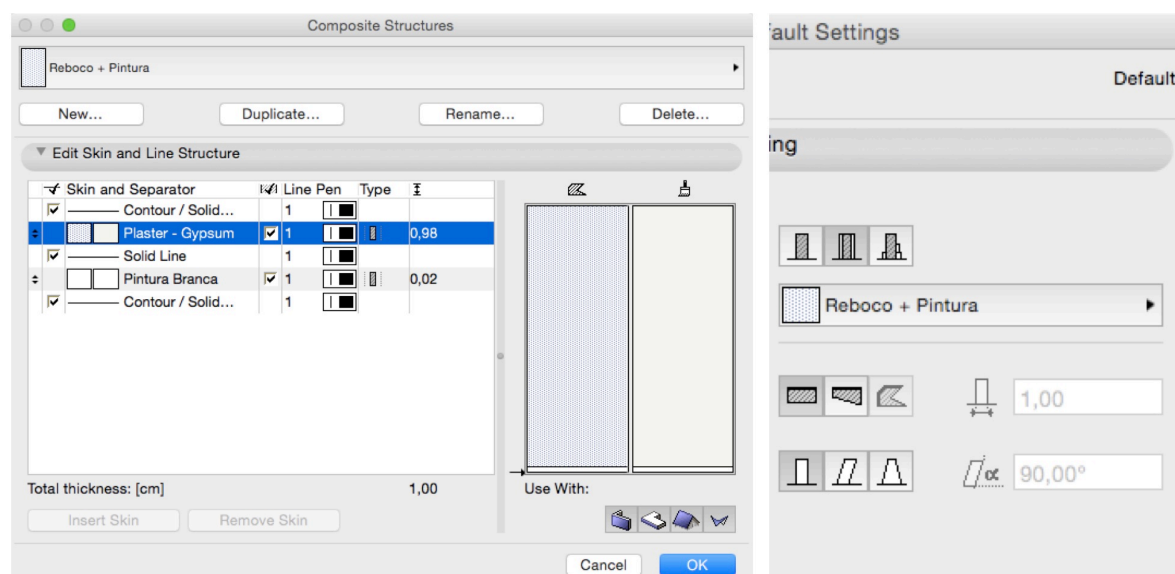 Composite Structures
Reboco + Pintura
New... Duplicate... Rename... Delete...
Edit Skin and Line Structure
Skin and Separator Line Pen Type
Contour / Solid... 1
Plaster - Gypsum 1 0,98
Solid Line 1
Pintura Branca 1 0,02
Contour / Solid... 1
Total thickness: [cm] 1,00 Use With:
Insert Skin Remove Skin
Cancel OK
ault Settings
Default
ing
Reboco + Pintura
1,00
α 90,00°